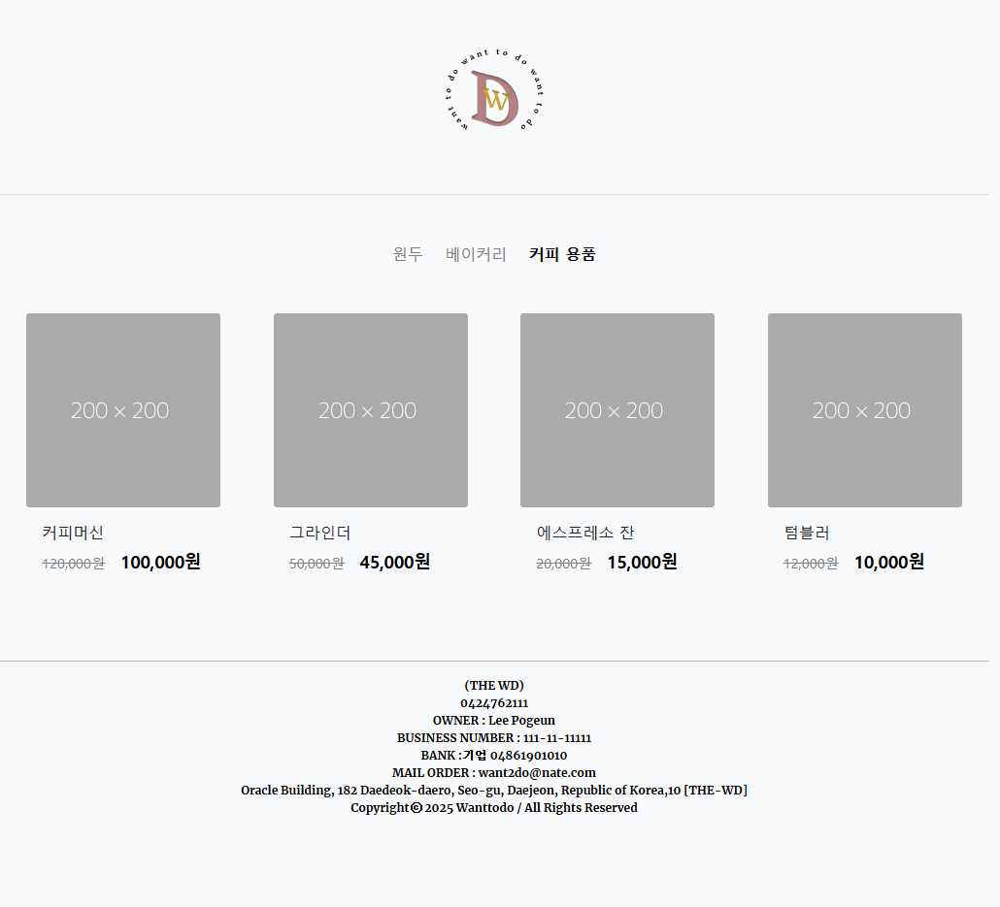 want to do want to do want to do
D
W
원두 베이커리 커피 용품
200 × 200 200 × 200 200 × 200 200 × 200
커피머신 그라인더 에스프레소 잔 텀블러
120,000원 100,000원 50,000원 45,000원 20,000원 15,000원 12,000원 10,000원
(THE WD)
0424762111
OWNER : Lee Pogeun
BUSINESS NUMBER : 111-11-11111
BANK :기업 04861901010
MAIL ORDER : want2do@nate.com
Oracle Building, 182 Daedeok-daero, Seo-gu, Daejeon, Republic of Korea,10 [THE-WD]
Copyright© 2025 Wanttodo / All Rights Reserved